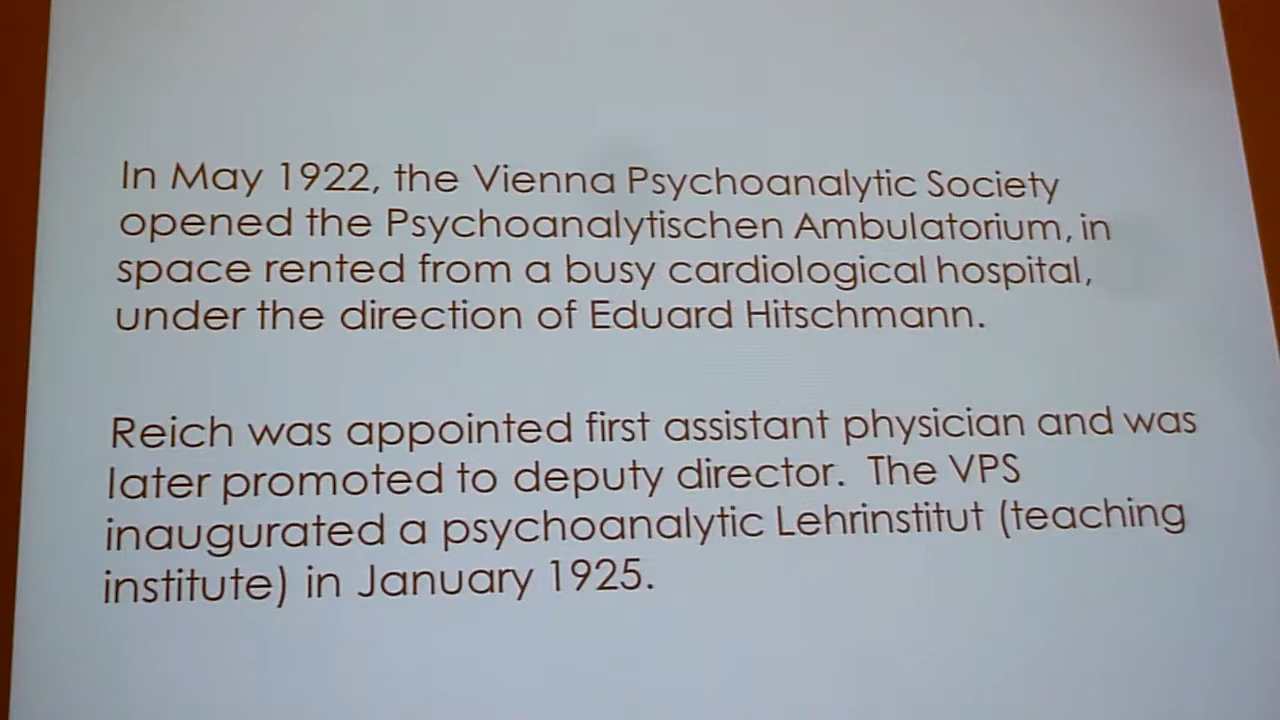 In May 1922, the Vienna Psychoanalytic Society
opened the Psychoanalytischen Ambulatorium, in
space rented from a busy cardiological hospital,
under the direction of Eduard Hitschmann.
Reich was appointed first assistant physician and was
later promoted to deputy director.  The VPS
inaugurated a psychoanalytic Lehrinstitut (teaching
institute) in January 1925.